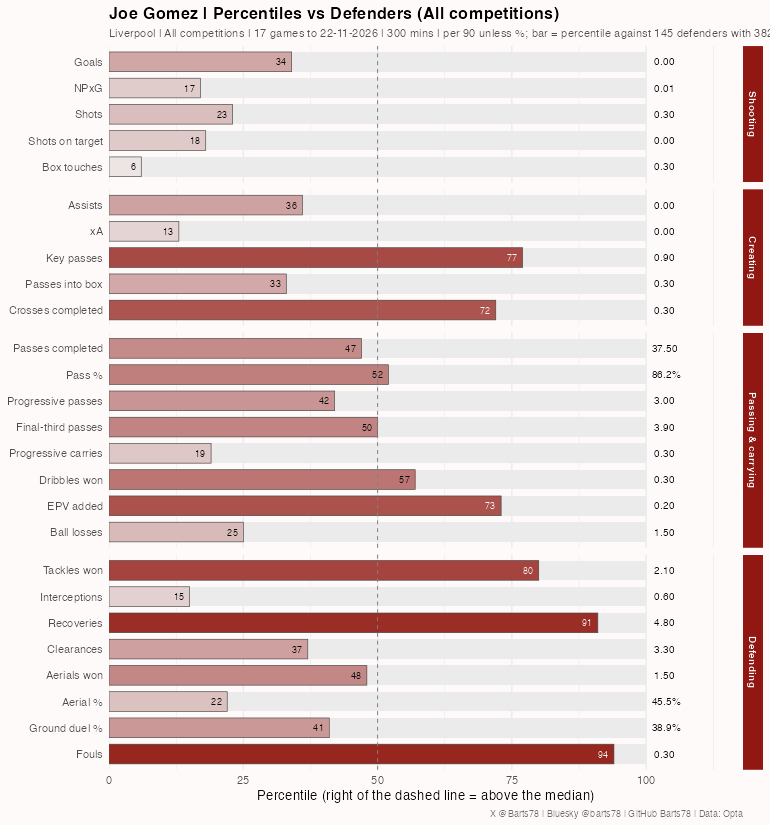 Joe Gomez | Percentiles vs Defenders (All competitions)
Liverpool | All competitions | 17 games to 22-11-2026 | 300 mins | per 90 unless %; bar = percentile against 145 defenders with 382
Goals 34 0.00
NPxG 17 0.01
Shots 23 0.30
Shots on target 18 0.00
Box touches 6 0.30
Shooting
Assists 36 0.00
xA 13 0.00
Key passes 77 0.90
Passes into box 33 0.30
Crosses completed 72 0.30
Creating
Passes completed 47 37.50
Pass % 52 86.2%
Progressive passes 42 3.00
Final-third passes 50 3.90
Progressive carries 19 0.30
Dribbles won 57 0.30
EPV added 73 0.20
Ball losses 25 1.50
Passing & carrying
Tackles won 80 2.10
Interceptions 15 0.60
Recoveries 91 4.80
Clearances 37 3.30
Aerials won 48 1.50
Aerial % 22 45.5%
Ground duel % 41 38.9%
Fouls 94 0.30
Defending
0 25 50 75 100
Percentile (right of the dashed line = above the median)
X @Barts78 | Bluesky @barts78 | GitHub Barts78 | Data: Opta